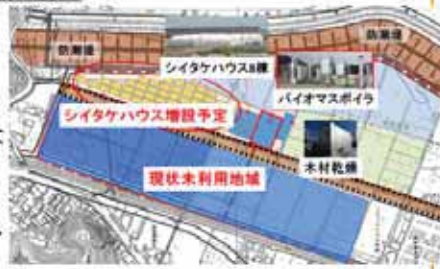 防潮堤
防潮堤
シイタケハウス8棟
バイオマスボイラ
シイタケハウス増設予定
木材乾燥
現状未利用地域